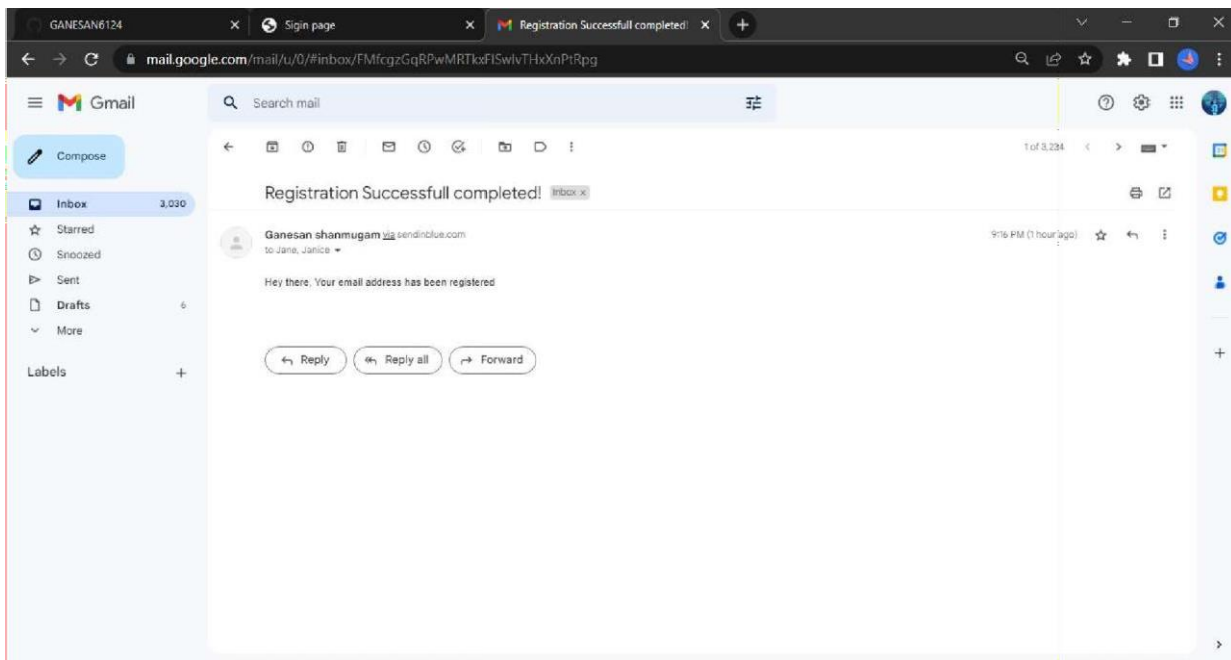 GANESAN6124
Sigin page
Registration Successfull completed!
mail.google.com/mail/u/0/#inbox/FMfcgzGqRPwMRTkxFlSwlvTHxXnPtRpg
Gmail
Search mail
Compose
1 of 3,234
Registration Successfull completed! Inbox x
Inbox 3,030
Starred
Ganesan shanmugam via sendinblue.com
9:16 PM (1 hour ago)
to Jane, Janice
Snoozed
Sent
Hey there, Your email address has been registered
Drafts 6
More
Reply
Reply all
Forward
Labels